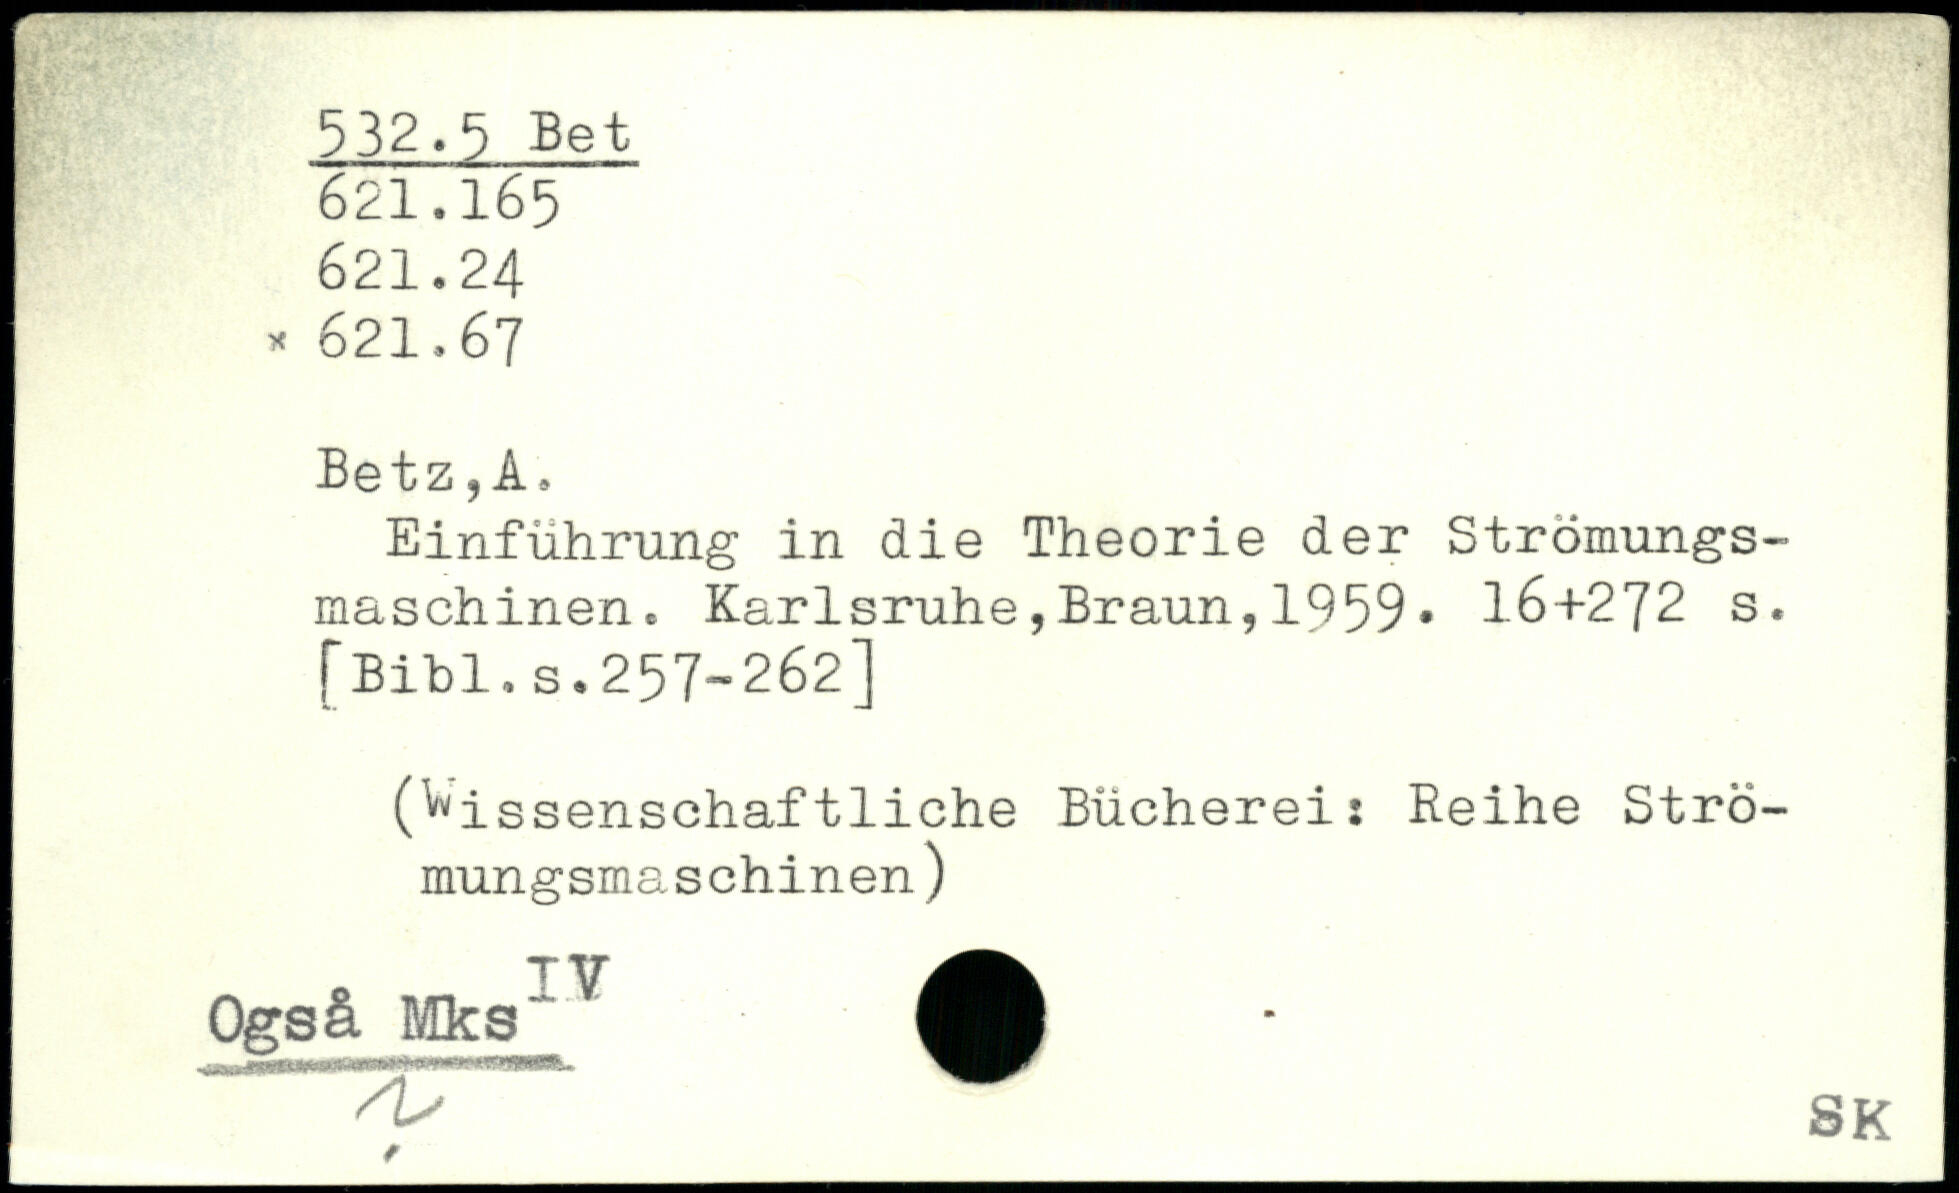 532.5 Bet
621.165
621.24
× 621.67
Betz,A.
Einführung in die Theorie der Strömungs-
maschinen. Karlsruhe,Braun,1959. 16+272 s.
[Bibl.s.257-262]
(Wissenschaftliche Bücherei: Reihe Strö-
mungsmaschinen)
Også Mks IV
?
SK